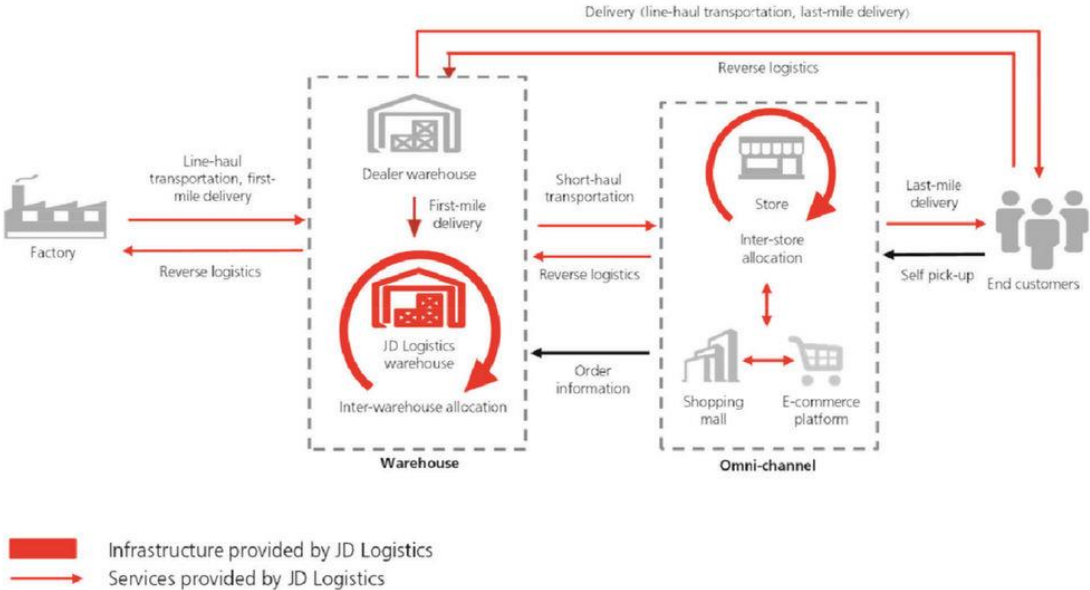 Delivery (line-haul transportation, last-mile delivery)
Reverse logistics
Line-haul
transportation, first-
mile delivery
Factory
Reverse logistics
Dealer warehouse
First-mile
delivery
JD Logistics
warehouse
Inter-warehouse allocation
Warehouse
Short-haul
transportation
Reverse logistics
Order
information
Store
Inter-store
allocation
Shopping
mall
E-commerce
platform
Omni-channel
Last-mile
delivery
Self pick-up
End customers
Infrastructure provided by JD Logistics
Services provided by JD Logistics